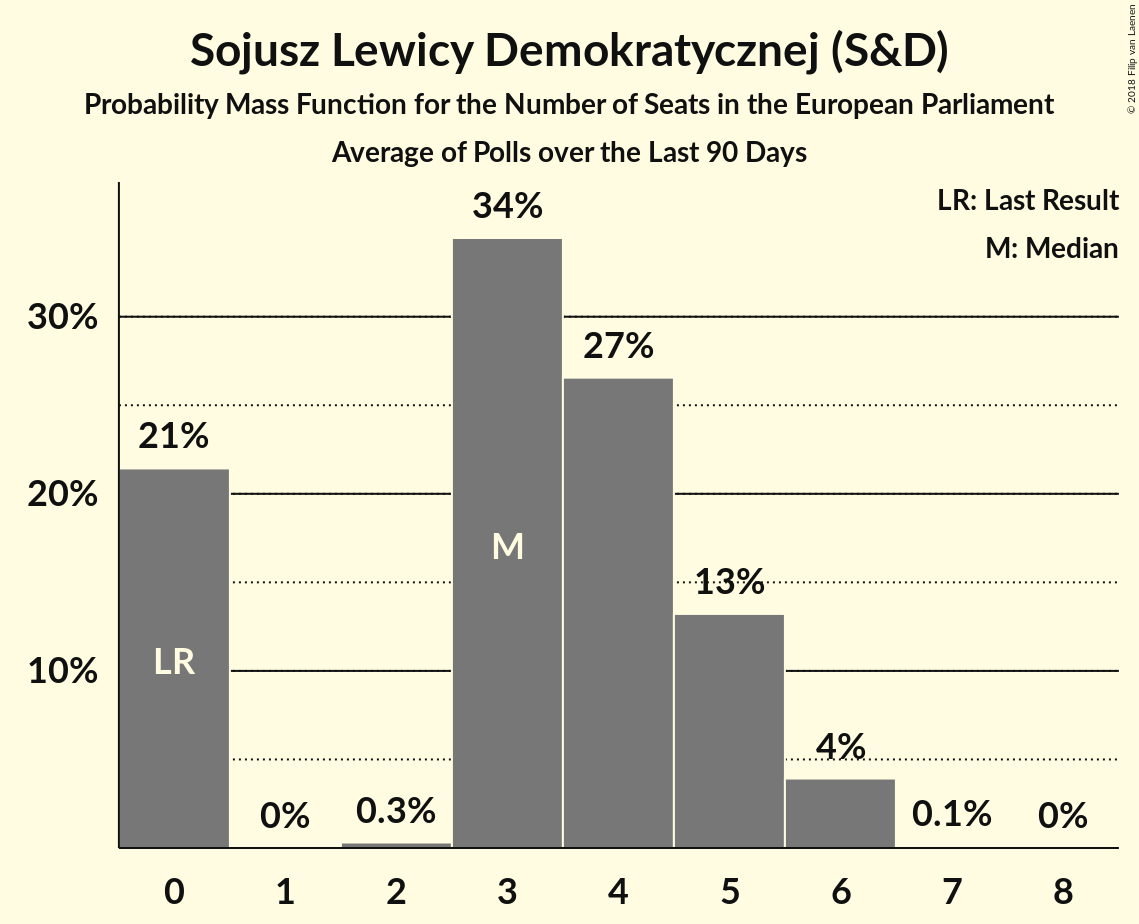 Sojusz Lewicy Demokratycznej (S&D)
Probability Mass Function for the Number of Seats in the European Parliament
Average of Polls over the Last 90 Days
© 2018 Filip van Laenen
LR: Last Result
M: Median
34%
30%
27%
21%
20%
M
13%
LR
10%
4%
0%
0.3%
0.1%
0%
0 1 2 3 4 5 6 7 8